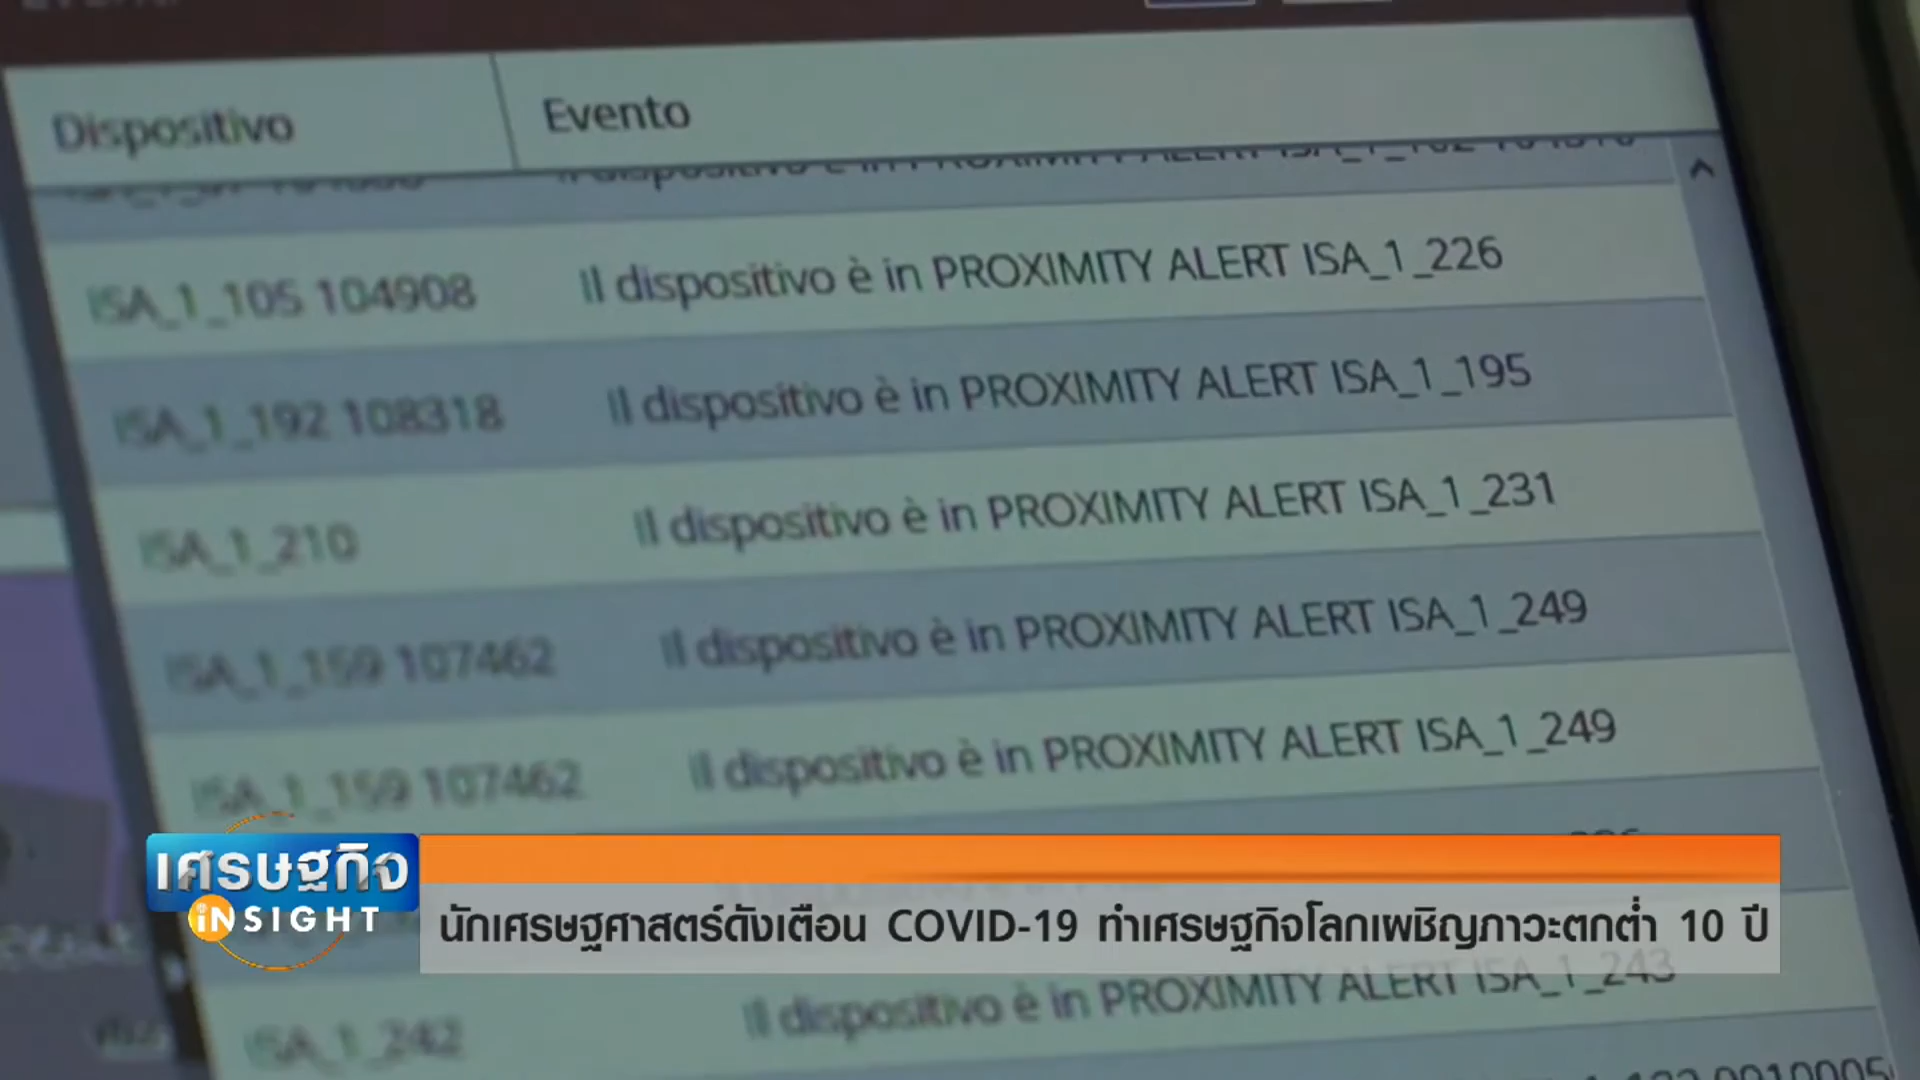 Dispositivo Evento
ISA_1_105 104908 Il dispositivo è in PROXIMITY ALERT ISA_1_226
ISA_1_192 108318 Il dispositivo è in PROXIMITY ALERT ISA_1_195
ISA_1_210 Il dispositivo è in PROXIMITY ALERT ISA_1_231
ISA_1_159 107462 Il dispositivo è in PROXIMITY ALERT ISA_1_249
ISA_1_159 107462 Il dispositivo è in PROXIMITY ALERT ISA_1_249
เศรษฐกิจ
iNSIGHT
นักเศรษฐศาสตร์ดังเตือน COVID-19 ทำเศรษฐกิจโลกเผชิญภาวะตกต่ำ 10 ปี
ISA_1_242 Il dispositivo è in PROXIMITY ALERT ISA_1_243